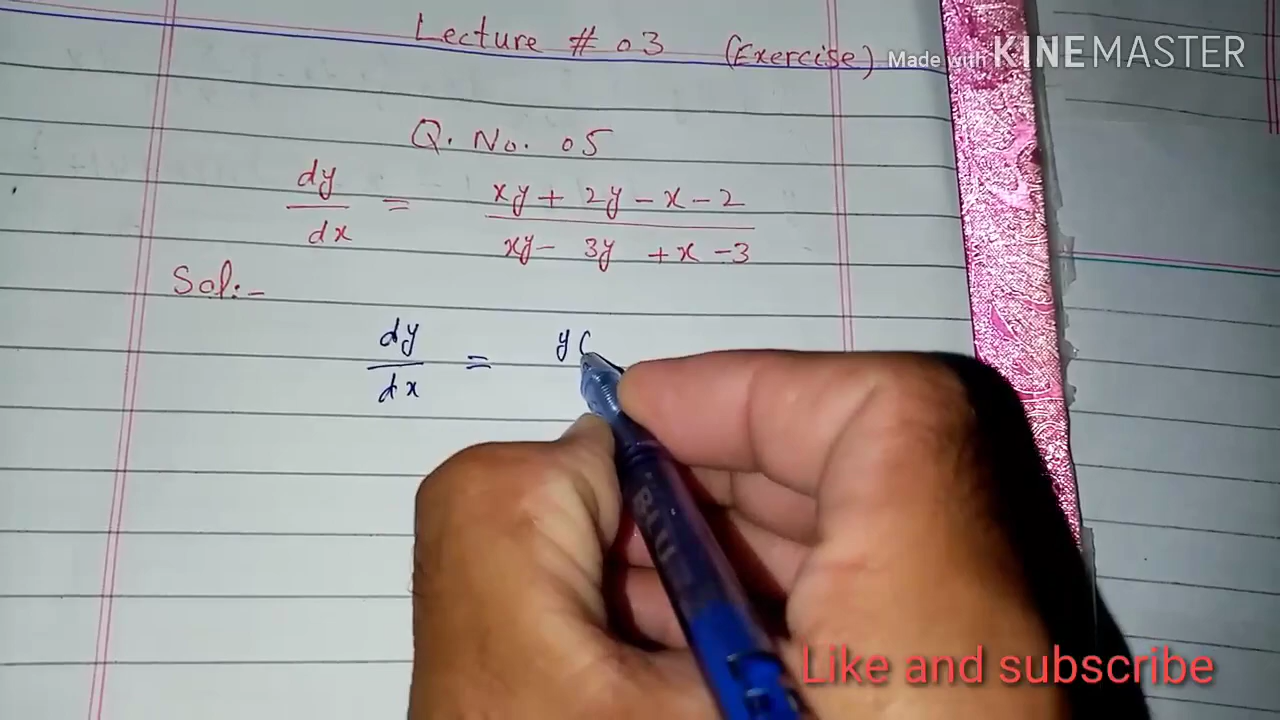 Lecture # 03 (Exercise)
Made with KINEMASTER
Q. No. 05
dy/dx = xy + 2y - x - 2 / xy - 3y + x - 3
Sol:-
dy/dx = y(
BLU
Like and subscribe